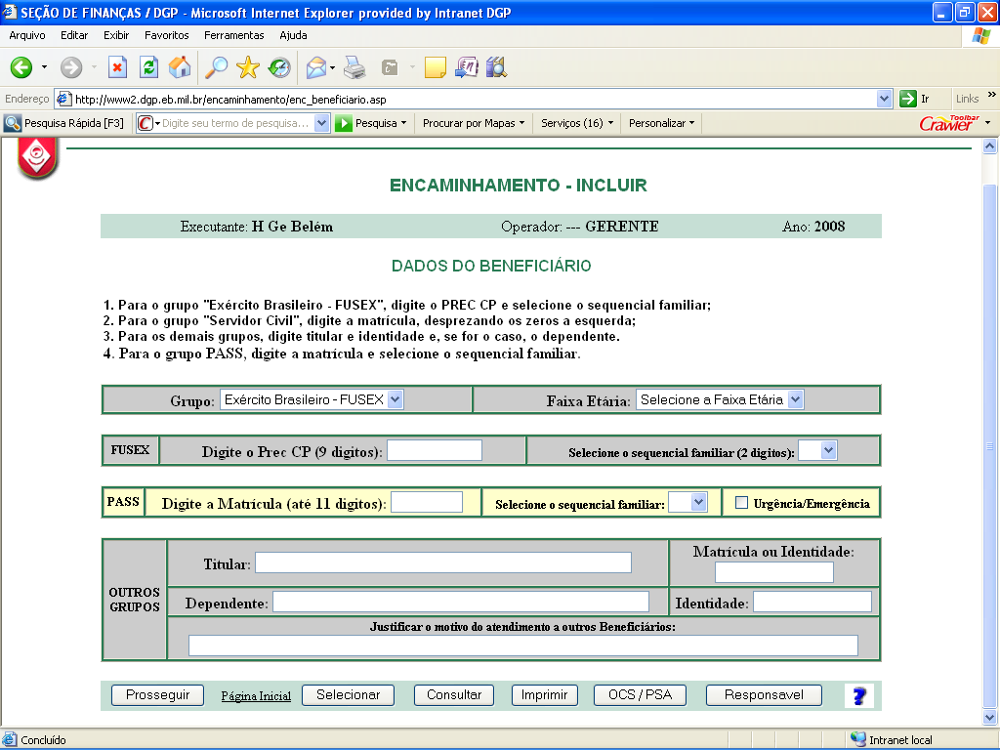 SEÇÃO DE FINANÇAS / DGP - Microsoft Internet Explorer provided by Intranet DGP
Arquivo Editar Exibir Favoritos Ferramentas Ajuda
Endereço http://www2.dgp.eb.mil.br/encaminhamento/enc_beneficiario.asp Ir Links »
Pesquisa Rápida [F3] Digite seu termo de pesquisa... Pesquisa Procurar por Mapas Serviços (16) Personalizar Crawler Toolbar
ENCAMINHAMENTO - INCLUIR
Executante: H Ge Belém Operador: --- GERENTE Ano: 2008
DADOS DO BENEFICIÁRIO
1. Para o grupo "Exército Brasileiro - FUSEX", digite o PREC CP e selecione o sequencial familiar;
2. Para o grupo "Servidor Civil", digite a matrícula, desprezando os zeros a esquerda;
3. Para os demais grupos, digite titular e identidade e, se for o caso, o dependente.
4. Para o grupo PASS, digite a matrícula e selecione o sequencial familiar.
Grupo: Exército Brasileiro - FUSEX Faixa Etária: Selecione a Faixa Etária
FUSEX Digite o Prec CP (9 digitos): Selecione o sequencial familiar (2 digitos):
PASS Digite a Matrícula (até 11 digitos): Selecione o sequencial familiar: Urgência/Emergência
OUTROS GRUPOS
Titular: Matrícula ou Identidade:
Dependente: Identidade:
Justificar o motivo do atendimento a outros Beneficiários:
Prosseguir Página Inicial Selecionar Consultar Imprimir OCS / PSA Responsavel ?
Concluído Intranet local